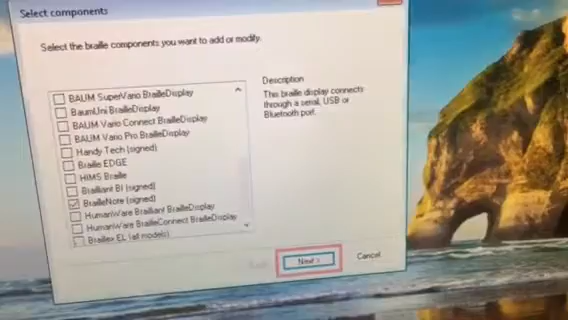 Select components
Select the braille components you want to add or modify.
BAUM SuperVario BrailleDisplay
BaumUni BrailleDisplay
BAUM Vario Connect BrailleDisplay
BAUM Vario Pro BrailleDisplay
Handy Tech (signed)
Braille EDGE
HIMS Braille
Brailliant BI (signed)
BrailleNote (signed)
HumanWare Brailliant BrailleDisplay
HumanWare BrailleConnect BrailleDisplay
Braillex EL (all models)
Description
This braille display connects
through a serial, USB or
Bluetooth port.
Next >
Cancel